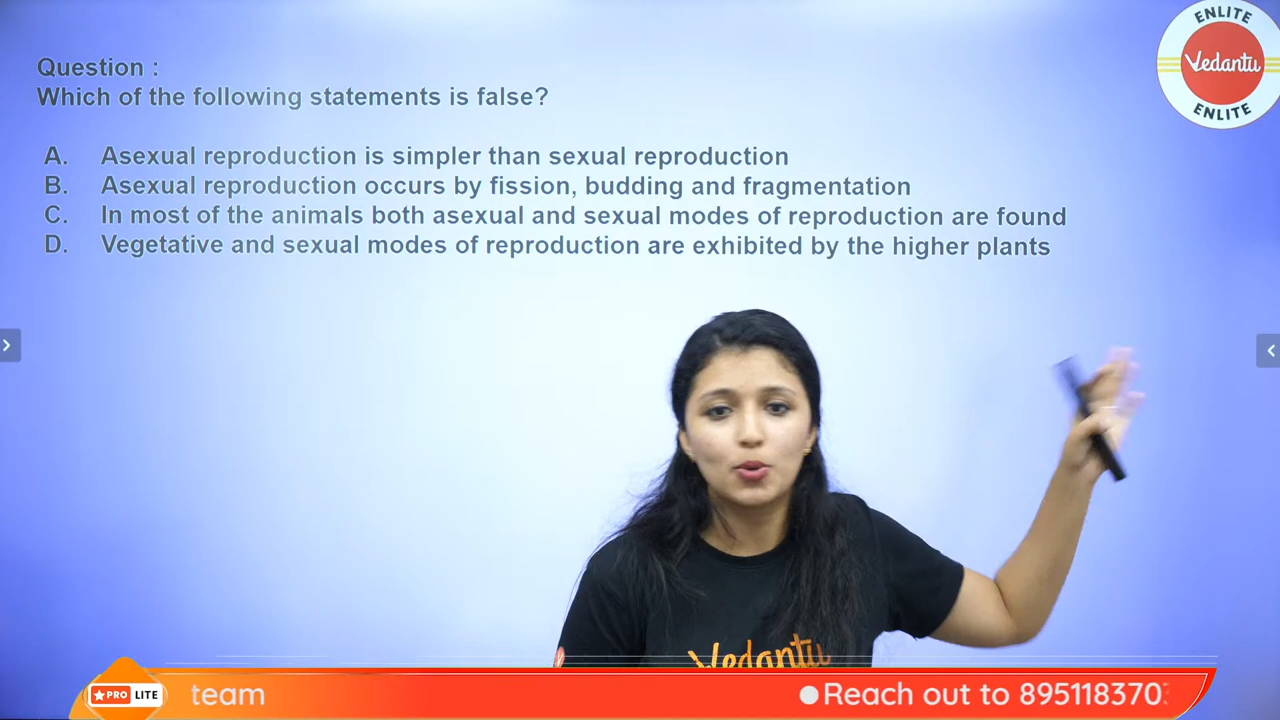 Question :
Which of the following statements is false?
A. Asexual reproduction is simpler than sexual reproduction
B. Asexual reproduction occurs by fission, budding and fragmentation
C. In most of the animals both asexual and sexual modes of reproduction are found
D. Vegetative and sexual modes of reproduction are exhibited by the higher plants
ENLITE
Vedantu
ENLITE
Vedantu
PRO LITE
team
Reach out to 895118370